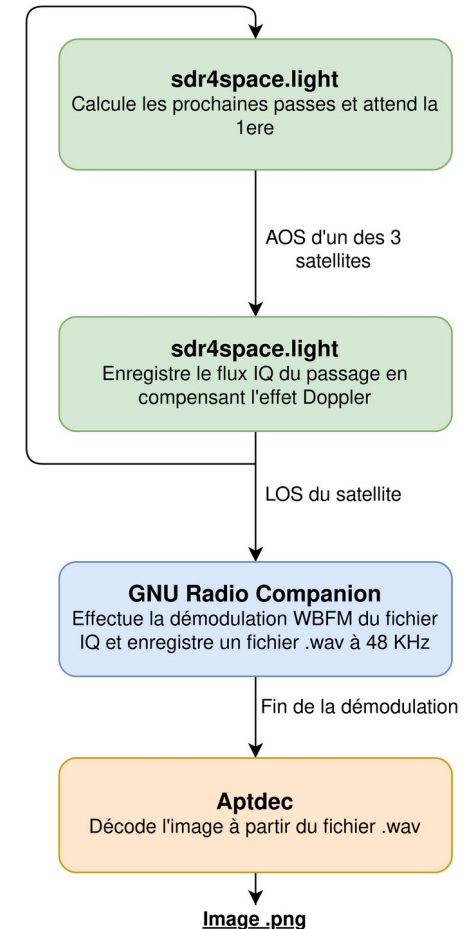 sdr4space.light
Calcule les prochaines passes et attend la
1ere
AOS d'un des 3
satellites
sdr4space.light
Enregistre le flux IQ du passage en
compensant l'effet Doppler
LOS du satellite
GNU Radio Companion
Effectue la démodulation WBFM du fichier
IQ et enregistre un fichier .wav à 48 KHz
Fin de la démodulation
Aptdec
Décode l'image à partir du fichier .wav
Image .png